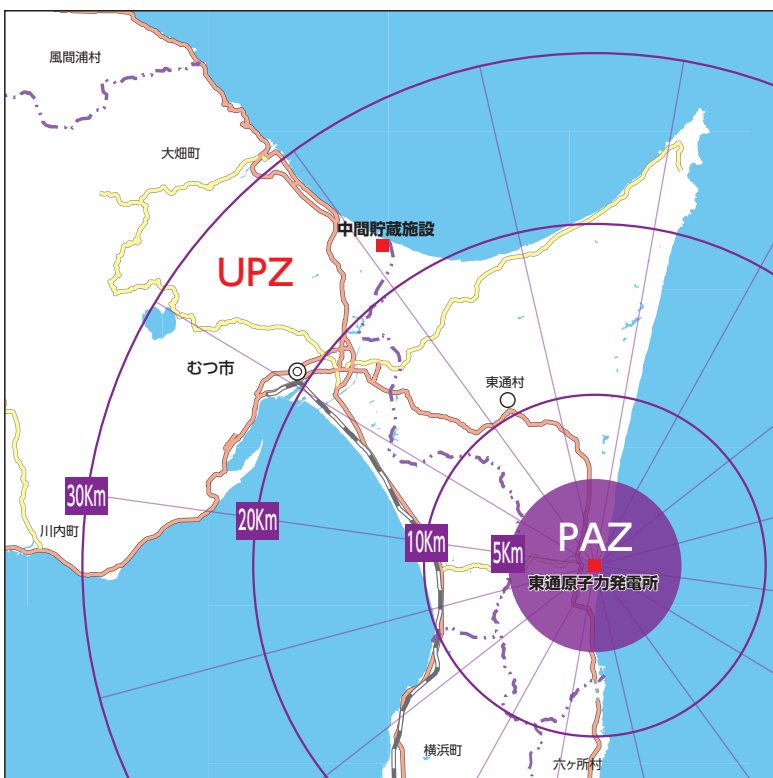 風間浦村
大畑町
中間貯蔵施設
UPZ
むつ市
東通村
30Km
20Km
10Km
5Km
PAZ
川内町
東通原子力発電所
横浜町
六ヶ所村